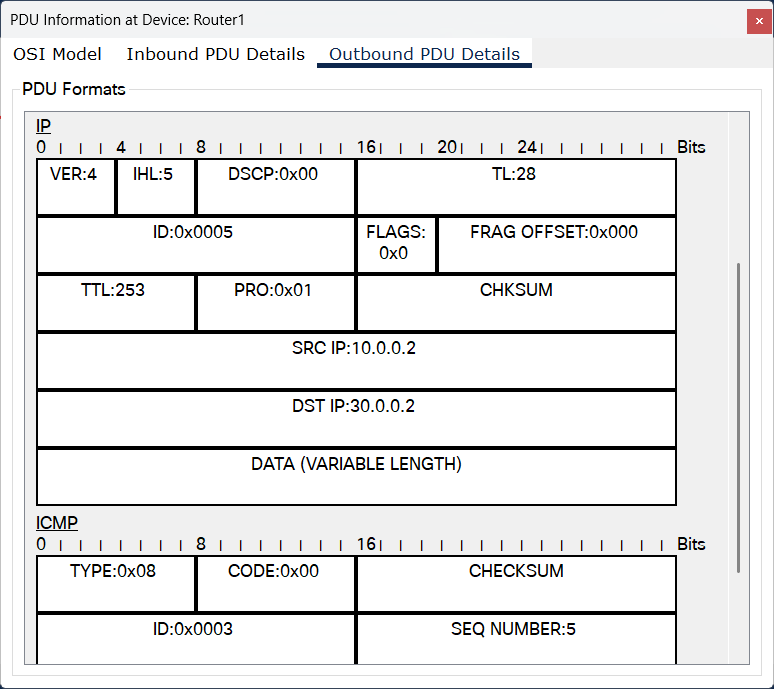 PDU Information at Device: Router1
OSI Model Inbound PDU Details Outbound PDU Details
PDU Formats
IP
0 4 8 16 20 24 Bits
VER:4 IHL:5 DSCP:0x00 TL:28
ID:0x0005 FLAGS: 0x0 FRAG OFFSET:0x000
TTL:253 PRO:0x01 CHKSUM
SRC IP:10.0.0.2
DST IP:30.0.0.2
DATA (VARIABLE LENGTH)
ICMP
0 8 16 Bits
TYPE:0x08 CODE:0x00 CHECKSUM
ID:0x0003 SEQ NUMBER:5